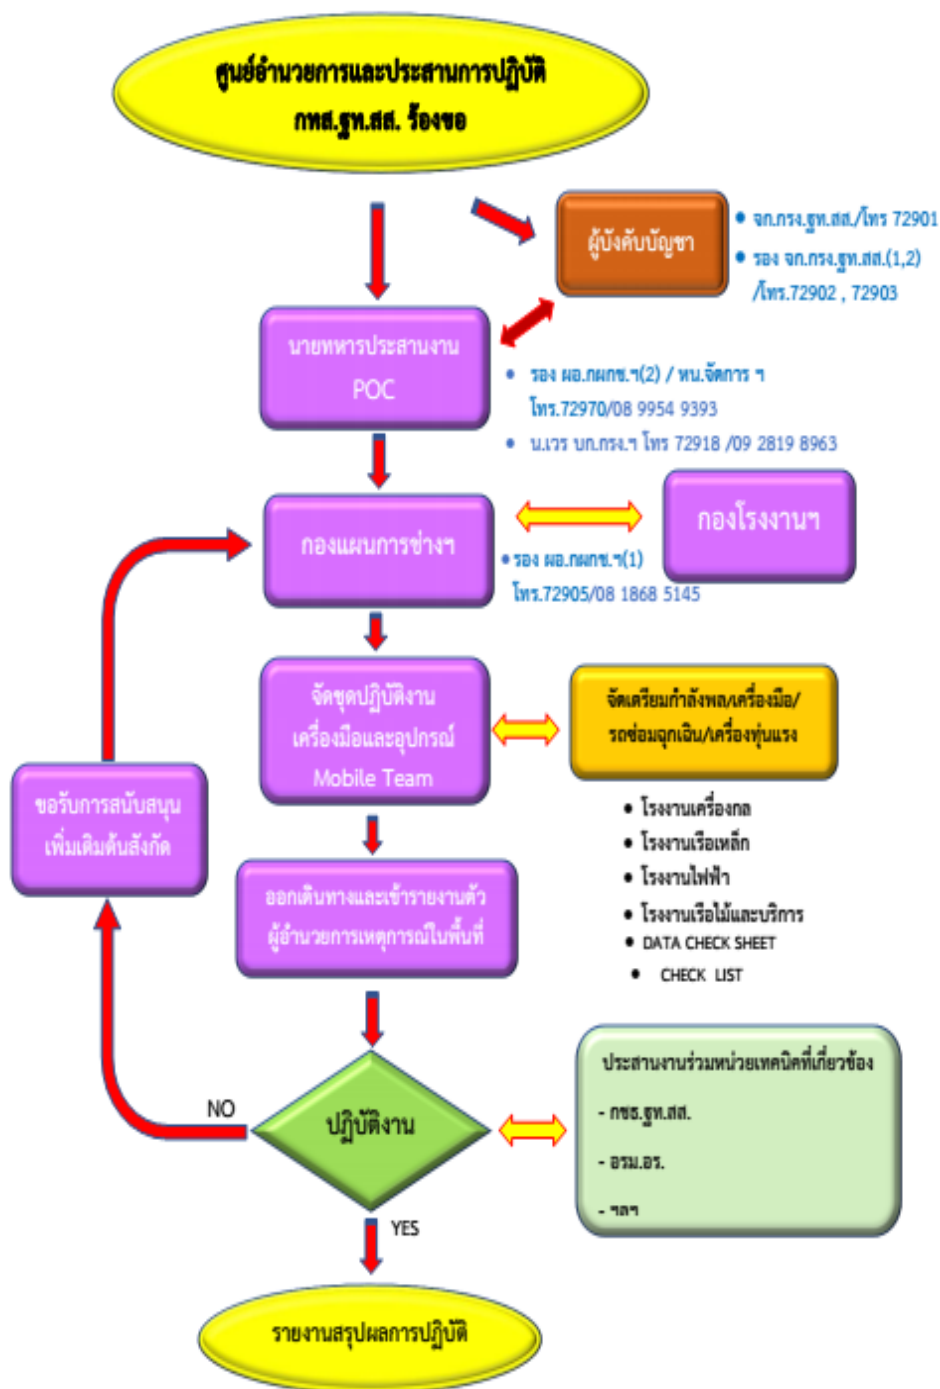 ศูนย์อำนวยการและประสานการปฏิบัติ
กทส.ฐท.สส. ร้องขอ
ผู้บังคับบัญชา
• จก.กรง.ฐท.สส./โทร 72901
• รอง จก.กรง.ฐท.สส.(1,2)
/โทร.72902 , 72903
นายทหารประสานงาน
POC
• รอง ผอ.กผกช.ฯ(2) / หน.จัดการ ฯ
โทร.72970/08 9954 9393
• น.เวร บก.กรง.ฯ โทร 72918 /09 2819 8963
กองแผนการช่างฯ
กองโรงงานฯ
• รอง ผอ.กผกช.ฯ(1)
โทร.72905/08 1868 5145
จัดชุดปฏิบัติงาน
เครื่องมือและอุปกรณ์
Mobile Team
จัดเตรียมกำลังพล/เครื่องมือ/
รถซ่อมฉุกเฉิน/เครื่องทุ่นแรง
• โรงงานเครื่องกล
• โรงงานเรือเหล็ก
• โรงงานไฟฟ้า
• โรงงานเรือไม้และบริการ
• DATA CHECK SHEET
• CHECK LIST
ขอรับการสนับสนุน
เพิ่มเติมต้นสังกัด
ออกเดินทางและเข้ารายงานตัว
ผู้อำนวยการเหตุการณ์ในพื้นที่
ปฏิบัติงาน
NO
YES
ประสานงานร่วมหน่วยเทคนิคที่เกี่ยวข้อง
- กชธ.ฐท.สส.
- อรม.อร.
- ฯลฯ
รายงานสรุปผลการปฏิบัติ